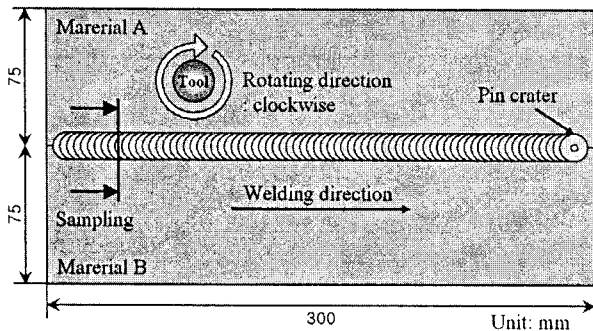 Marerial A
Tool
Rotating direction
: clockwise
Pin crater
75
75
Welding direction
Sampling
Marerial B
300
Unit: mm